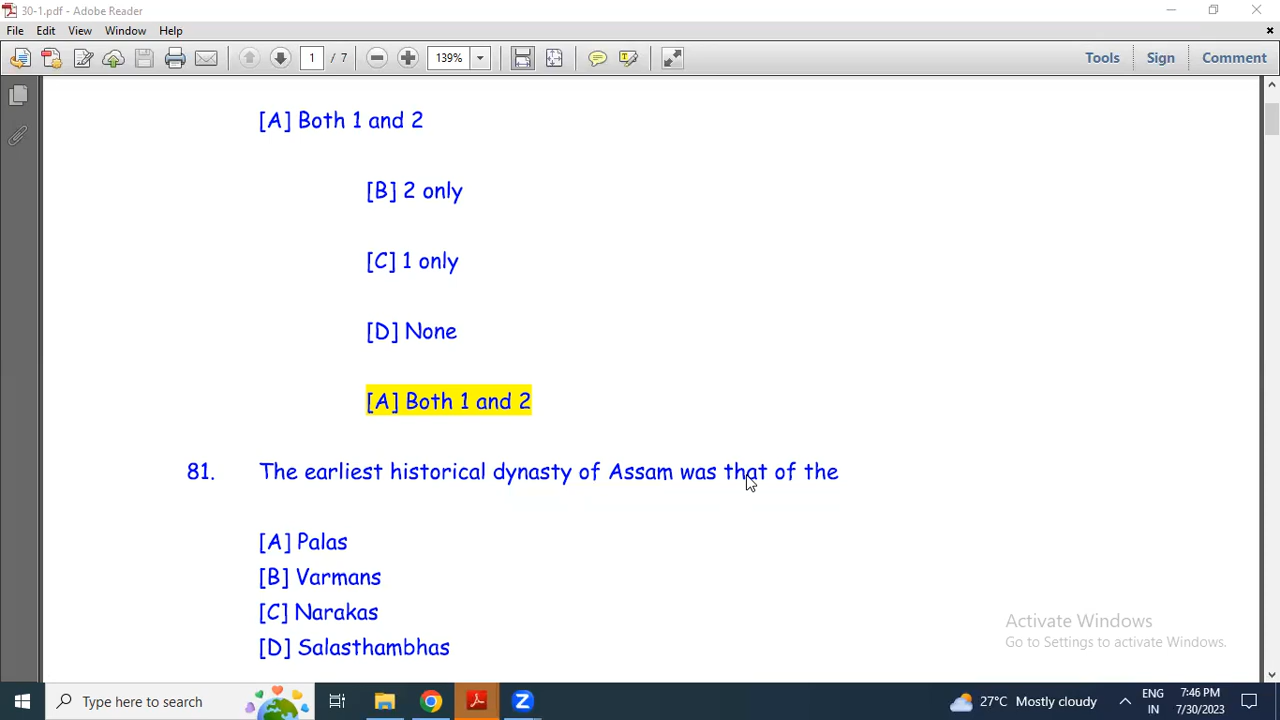 30-1.pdf - Adobe Reader
File Edit View Window Help
1 / 7 139% Tools Sign Comment
[A] Both 1 and 2
[B] 2 only
[C] 1 only
[D] None
[A] Both 1 and 2
81. The earliest historical dynasty of Assam was that of the
[A] Palas
[B] Varmans
[C] Narakas
[D] Salasthambhas
Activate Windows
Go to Settings to activate Windows.
Type here to search 27°C Mostly cloudy ENG 7:46 PM
IN 7/30/2023